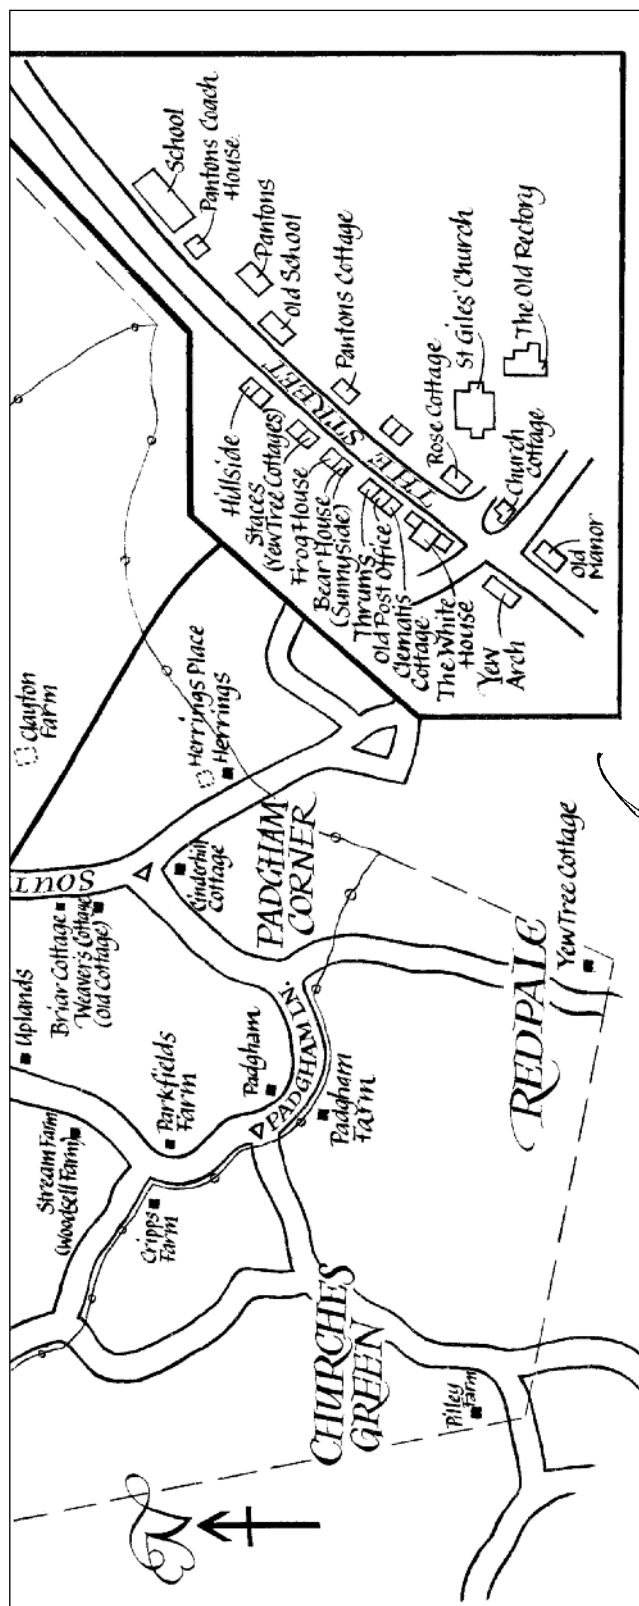 School
Pantons Coach
House
Pantons
Old School
Pantons Cottage
THE STREET
Rose Cottage
St Giles' Church
The Old Rectory
Church
Cottage
Old
Manor
Yew
Arch
The White
House
Clematis
Cottage
Old Post Office
Thrums
Bear House
(Sunnyside)
Frog House
Staces
(Yew Tree Cottages)
Hillside
Clayton
Farm
Herrings Place
Herrings
SOUT
Cinderhill
Cottage
PADGHAM
CORNER
Briar Cottage
Weaver's Cottage
(Old Cottage)
Uplands
Yew Tree Cottage
REDPALE
PADGHAM LN.
Padgham
Padgham
Farm
Parkfields
Farm
Stream Farm
(Woodsell Farm)
Cripps
Farm
CHURCHES
GREEN
Pilley
Farm